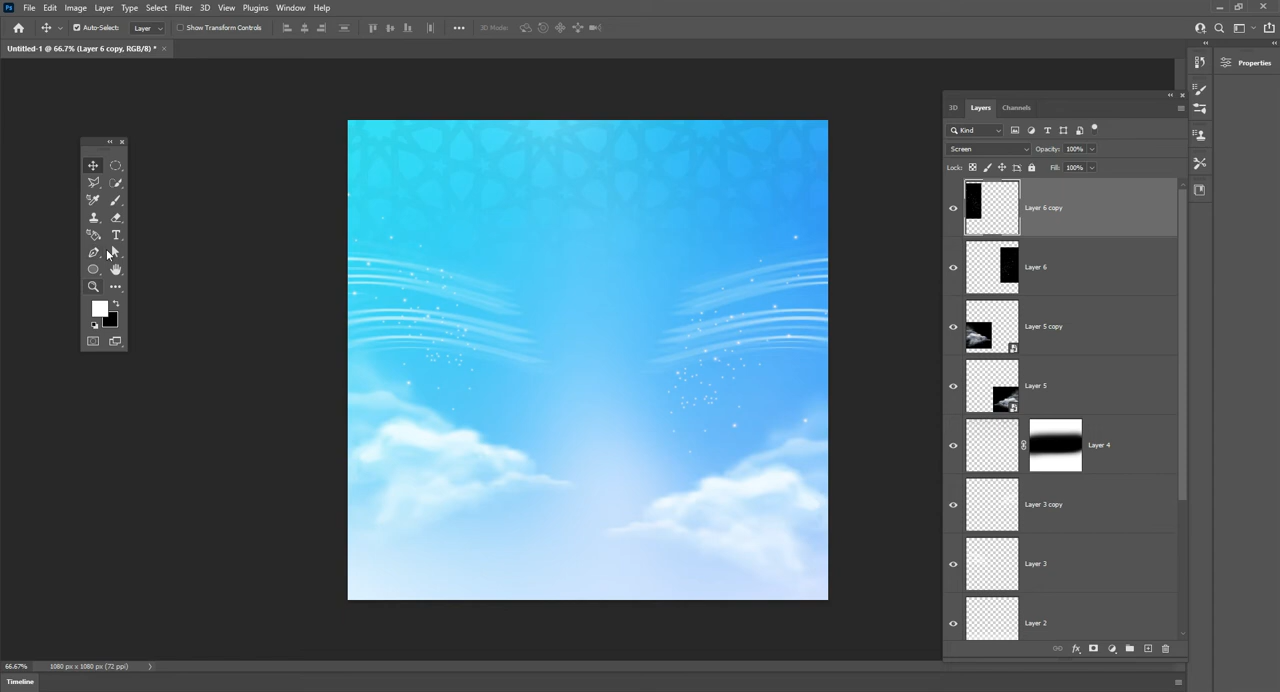 Ps File Edit Image Layer Type Select Filter 3D View Plugins Window Help
Auto-Select: Layer Show Transform Controls 3D Mode:
Untitled-1 @ 66.7% (Layer 6 copy, RGB/8) *
Properties
3D Layers Channels
Kind
Screen Opacity: 100%
Lock: Fill: 100%
Layer 6 copy
Layer 6
Layer 5 copy
Layer 5
Layer 4
Layer 3 copy
Layer 3
Layer 2
T
fx
66.67% 1080 px x 1080 px (72 ppi)
Timeline